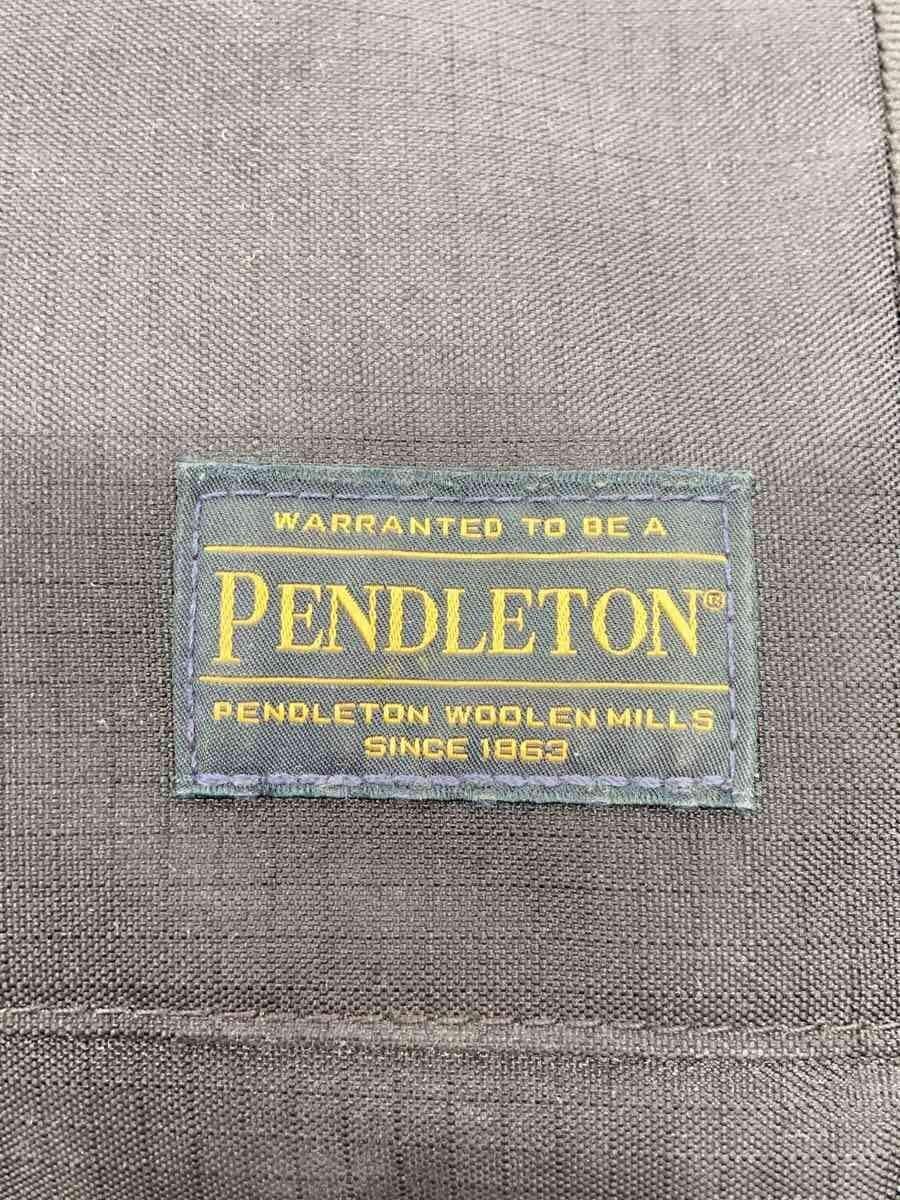 WARRANTED TO BE A
PENDLETON®
PENDLETON WOOLEN MILLS
SINCE 1863